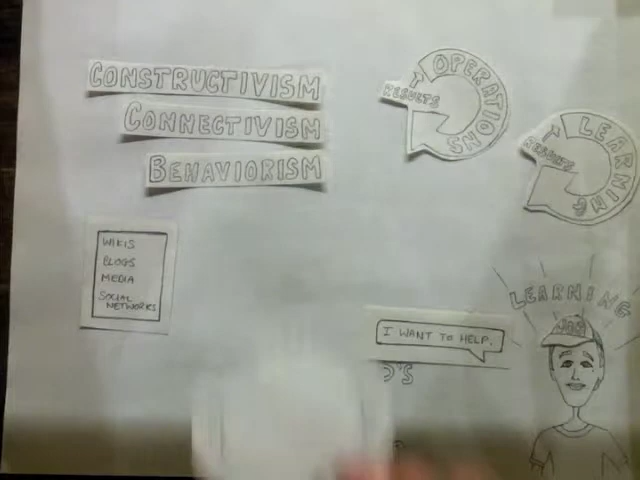 CONSTRUCTIVISM
CONNECTIVISM
BEHAVIORISM
OPERATIONS
RESULTS
LEARNING
RESULTS
WIKIS
BLOGS
MEDIA
SOCIAL
NETWORKS
LEARNING
I WANT TO HELP.